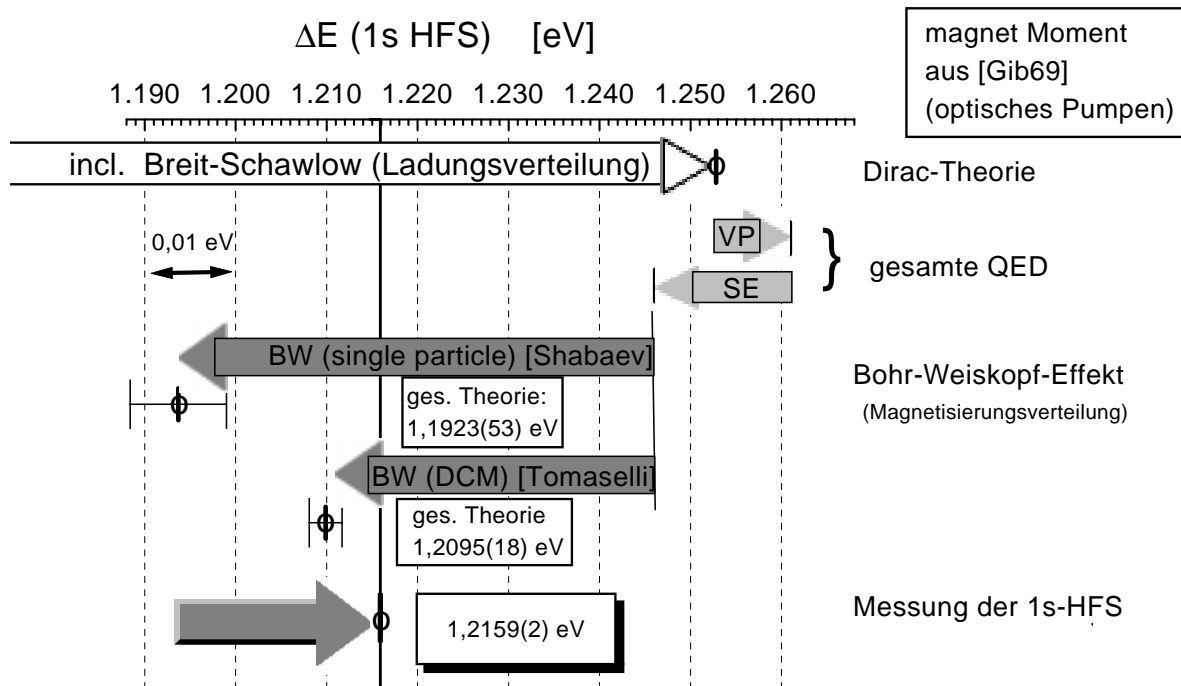 ΔE (1s HFS) [eV]
magnet Moment
aus [Gib69]
(optisches Pumpen)
1.190 1.200 1.210 1.220 1.230 1.240 1.250 1.260
incl. Breit-Schawlow (Ladungsverteilung)
Dirac-Theorie
VP
0,01 eV
}
gesamte QED
SE
BW (single particle) [Shabaev]
Bohr-Weiskopf-Effekt
(Magnetisierungsverteilung)
ges. Theorie:
1,1923(53) eV
BW (DCM) [Tomaselli]
ges. Theorie
1,2095(18) eV
Messung der 1s-HFS
1,2159(2) eV